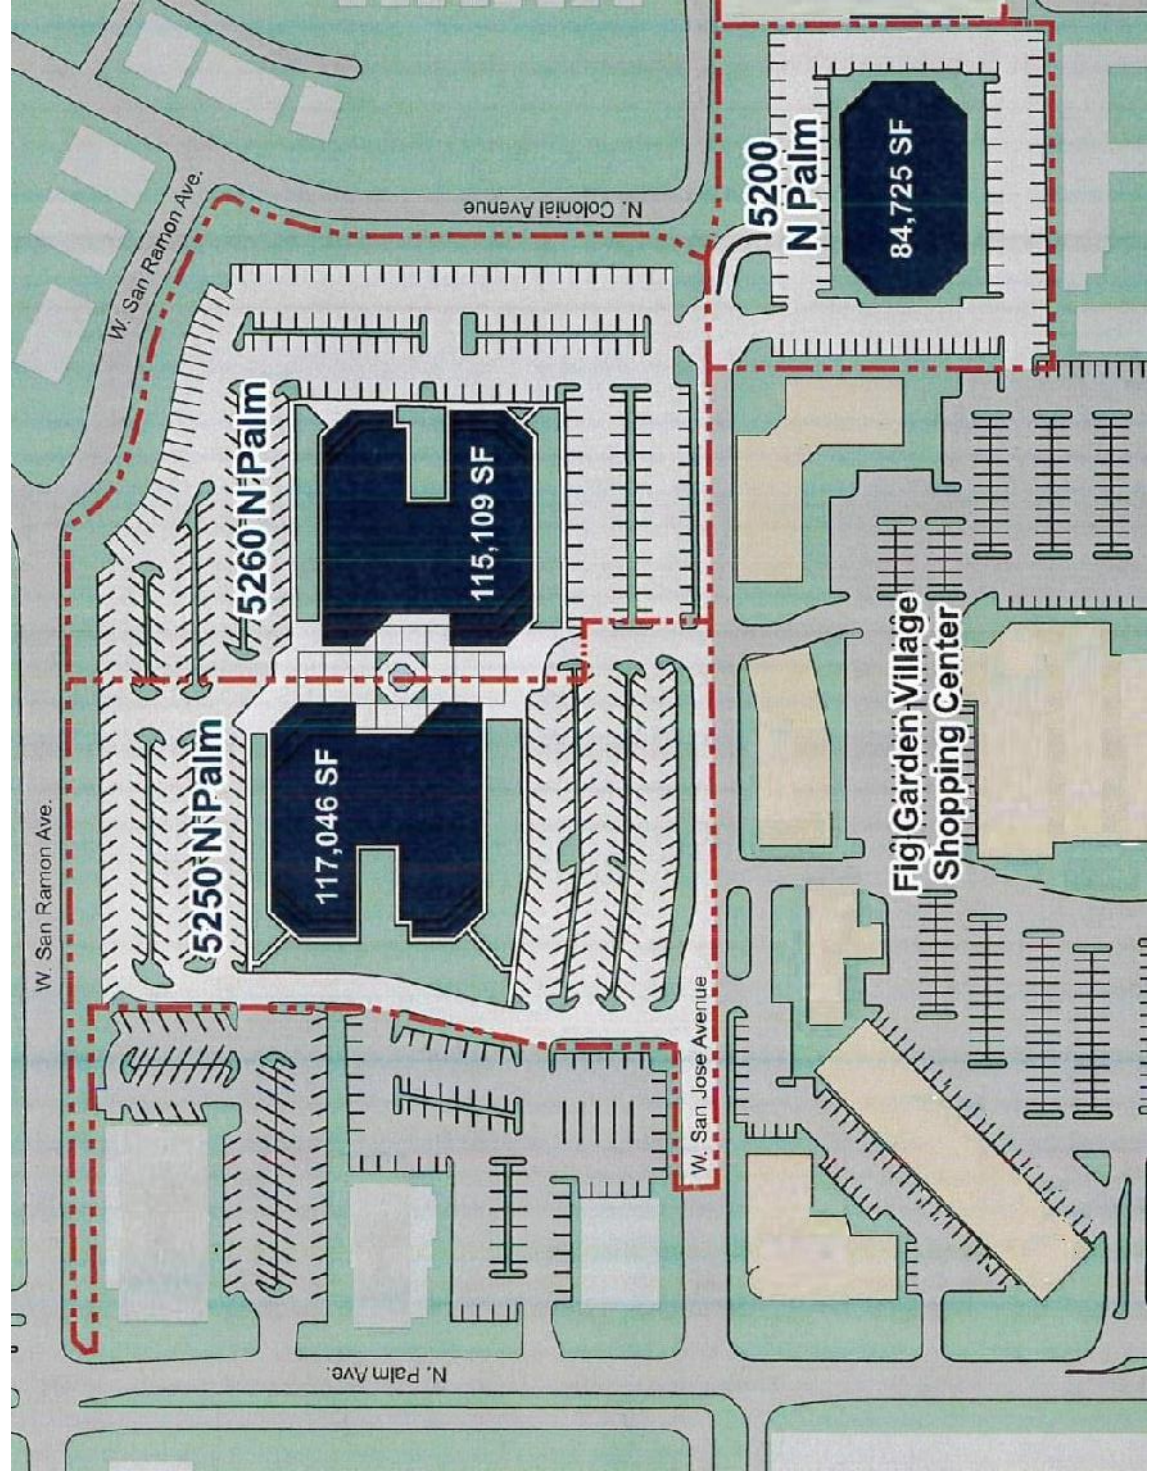 W. San Ramon Ave.
N. Colonial Avenue
5200
N Palm
84,725 SF
5260 N Palm
115,109 SF
5250 N Palm
117,046 SF
W. San Ramon Ave.
Fig Garden Village
Shopping Center
W. San Jose Avenue
N. Palm Ave.